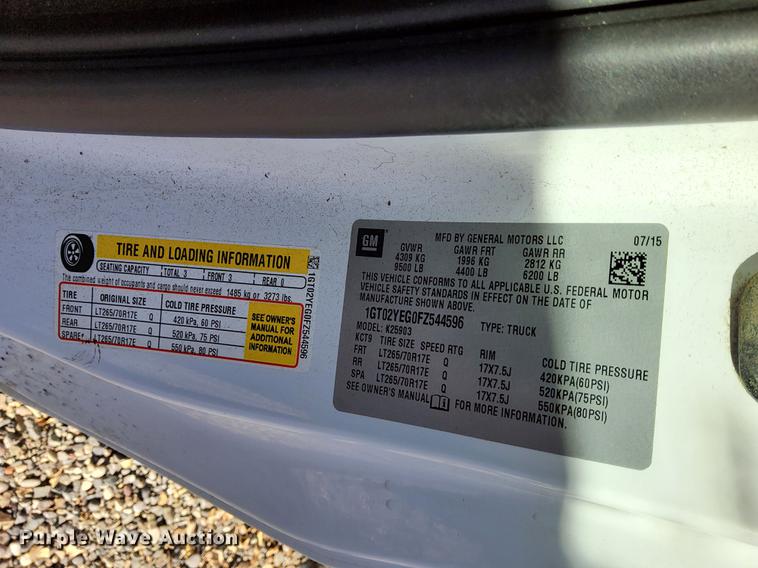 TIRE AND LOADING INFORMATION
SEATING CAPACITY TOTAL 3 FRONT 3 REAR 0
The combined weight of occupants and cargo should never exceed 1485 kg or 3273 lbs.
TIRE ORIGINAL SIZE COLD TIRE PRESSURE
FRONT LT265/70R17E Q 420 kPa, 60 PSI
REAR LT265/70R17E Q 520 kPa, 75 PSI
SPARE LT265/70R17E Q 550 kPa, 80 PSI
SEE OWNER'S
MANUAL FOR
ADDITIONAL
INFORMATION
1GT02YEG0FZ544596
GM
MFD BY GENERAL MOTORS LLC 07/15
GVWR GAWR FRT GAWR RR
4309 KG 1996 KG 2812 KG
9500 LB 4400 LB 6200 LB
THIS VEHICLE CONFORMS TO ALL APPLICABLE U.S. FEDERAL MOTOR
VEHICLE SAFETY STANDARDS IN EFFECT ON THE DATE OF
MANUFACTURE SHOWN ABOVE.
1GT02YEG0FZ544596 TYPE: TRUCK
MODEL: K25903
KCT9 TIRE SIZE SPEED RTG RIM COLD TIRE PRESSURE
FRT LT265/70R17E Q 17X7.5J 420KPA(60PSI)
RR LT265/70R17E Q 17X7.5J 520KPA(75PSI)
SPA LT265/70R17E Q 17X7.5J 550KPA(80PSI)
SEE OWNER'S MANUAL FOR MORE INFORMATION.
Purple Wave Auction